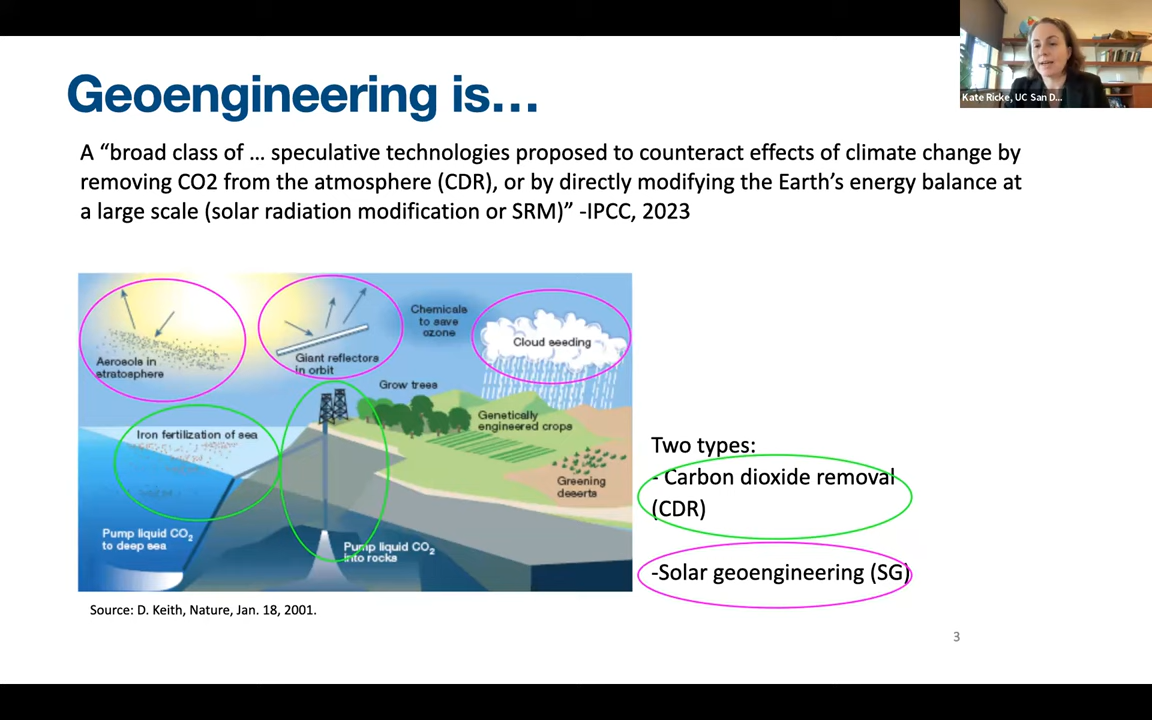 Kate Ricke, UC San D...
Geoengineering is...
A “broad class of ... speculative technologies proposed to counteract effects of climate change by
removing CO2 from the atmosphere (CDR), or by directly modifying the Earth’s energy balance at
a large scale (solar radiation modification or SRM)” -IPCC, 2023
Aerosols in
stratosphere
Giant reflectors
in orbit
Chemicals
to save
ozone
Cloud seeding
Grow trees
Iron fertilization of sea
Genetically
engineered crops
Greening
deserts
Pump liquid CO2
to deep sea
Pump liquid CO2
into rocks
Two types:
- Carbon dioxide removal
(CDR)
-Solar geoengineering (SG)
Source: D. Keith, Nature, Jan. 18, 2001.
3